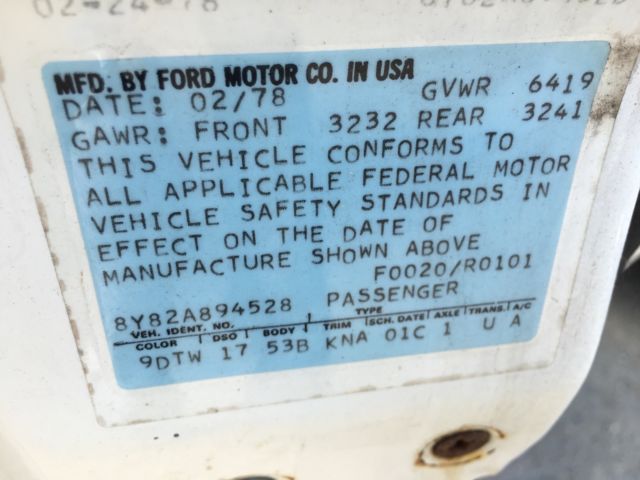 02-24-78
MFD. BY FORD MOTOR CO. IN USA
DATE: 02/78 GVWR 6419
GAWR: FRONT 3232 REAR 3241
THIS VEHICLE CONFORMS TO
ALL APPLICABLE FEDERAL MOTOR
VEHICLE SAFETY STANDARDS IN
EFFECT ON THE DATE OF
MANUFACTURE SHOWN ABOVE
F0020/R0101
8Y82A894528 PASSENGER
VEH. IDENT. NO. TYPE
COLOR DSO BODY TRIM SCH. DATE AXLE TRANS. A/C
9DTW 17 53B KNA 01C 1 U A